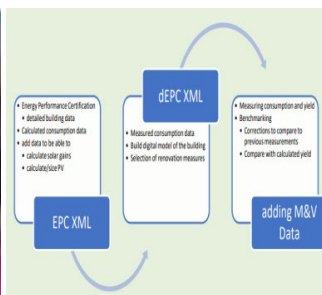 • Energy Performance Certification
• detailed building data
• Calculated consumption data
• add data to be able to
• calculate solar gains
• calculate/size PV
EPC XML
dEPC XML
• Measured consumption data
• Build digital model of the building
• Selection of renovation measures
• Measuring consumption and yield
• Benchmarking
• Corrections to compare to
previous measurements
• Compare with calculated yield
adding M&V
Data